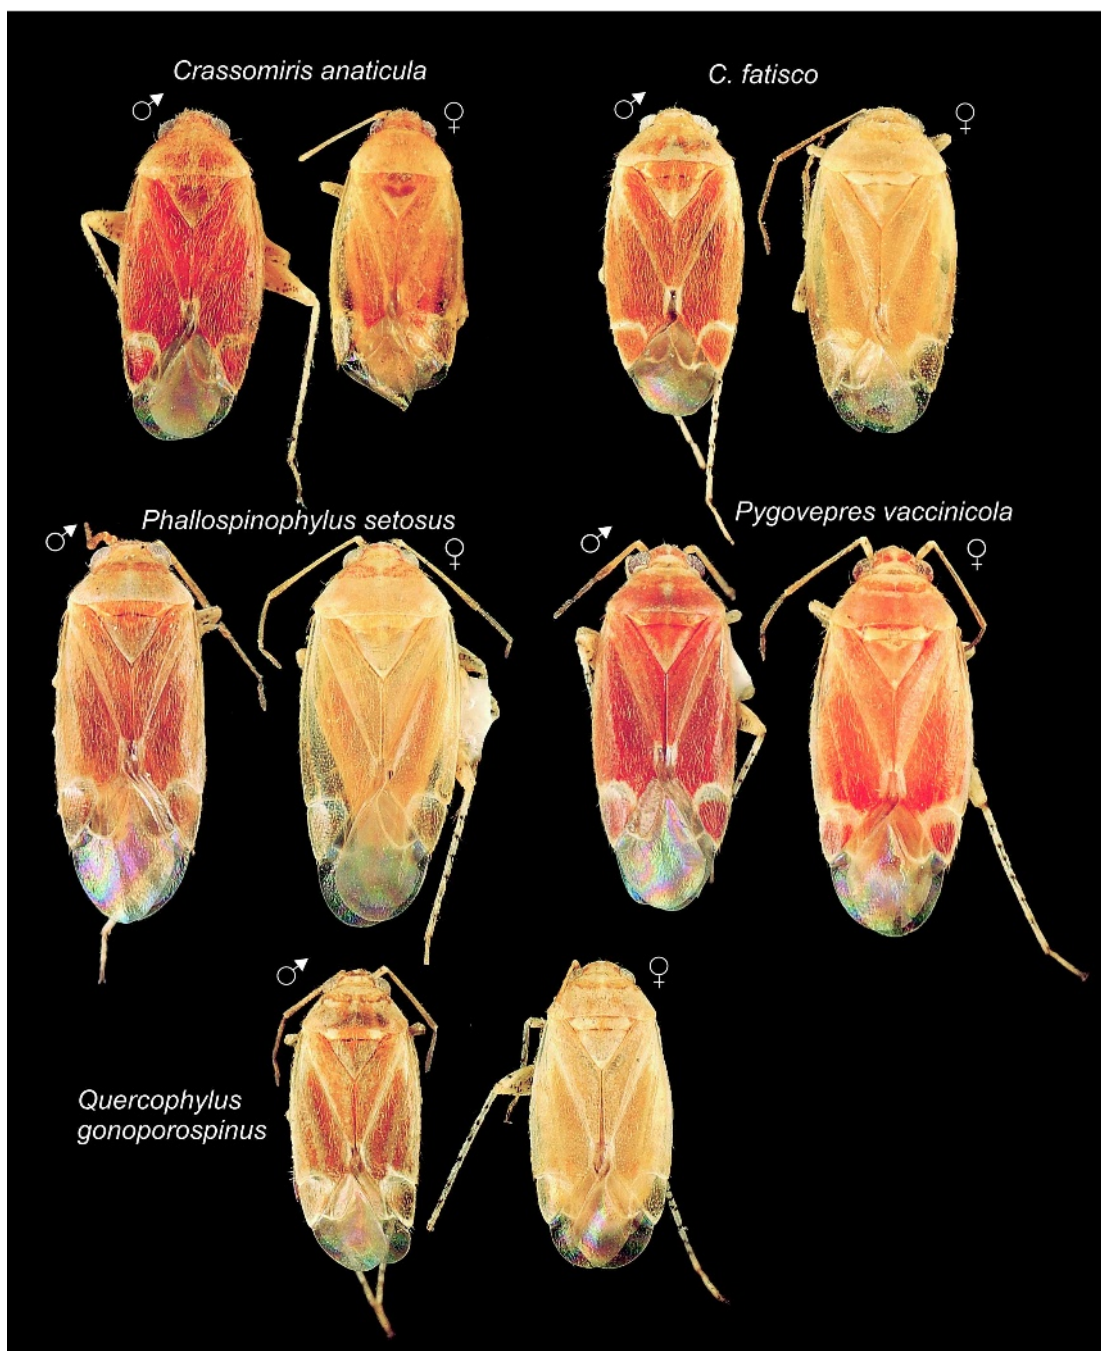 Crassomiris anaticula
C. fatisco
♂ ♀ ♂ ♀
Phallospinophylus setosus
Pygovepres vaccinicola
♂ ♀ ♂ ♀
♂ ♀
Quercophylus
gonoporospinus